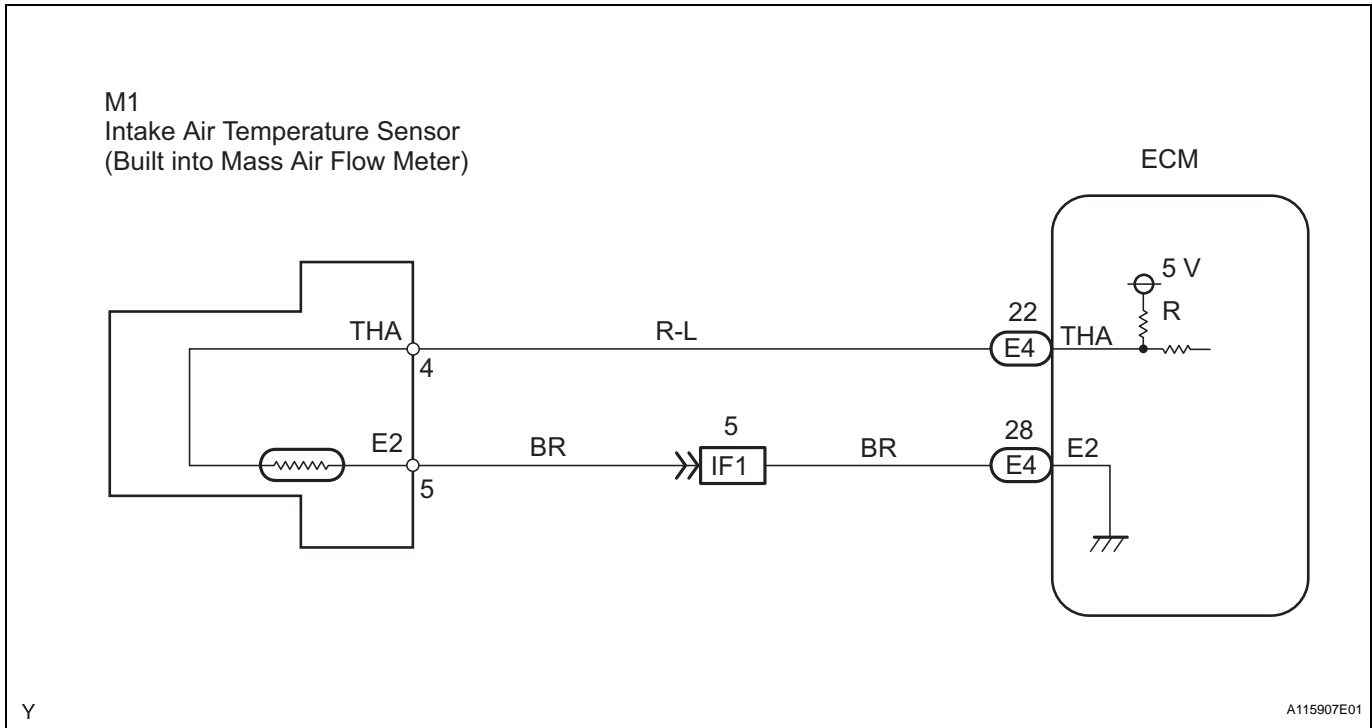 M1
Intake Air Temperature Sensor
(Built into Mass Air Flow Meter)
ECM
5 V
R
THA
4
R-L
22
E4
THA
E2
5
BR
5
IF1
BR
28
E4
E2
Y
A115907E01